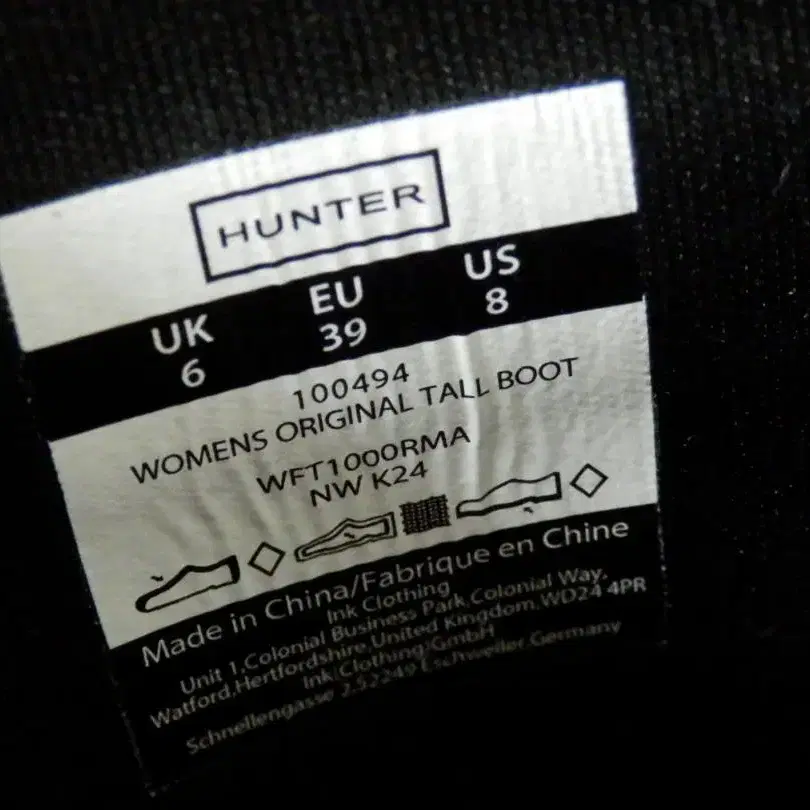 HUNTER
UK EU US
6 39 8
100494
WOMENS ORIGINAL TALL BOOT
WFT1000RMA
NW K24
Made in China/Fabriqué en Chine
Ink Clothing
Unit 1,Colonial Business Park,Colonial Way,
Watford,Hertfordshire,United Kingdom,WD24 4PR
Ink Clothing GmbH
Schnellengasse 2,52249 Eschweiler,Germany